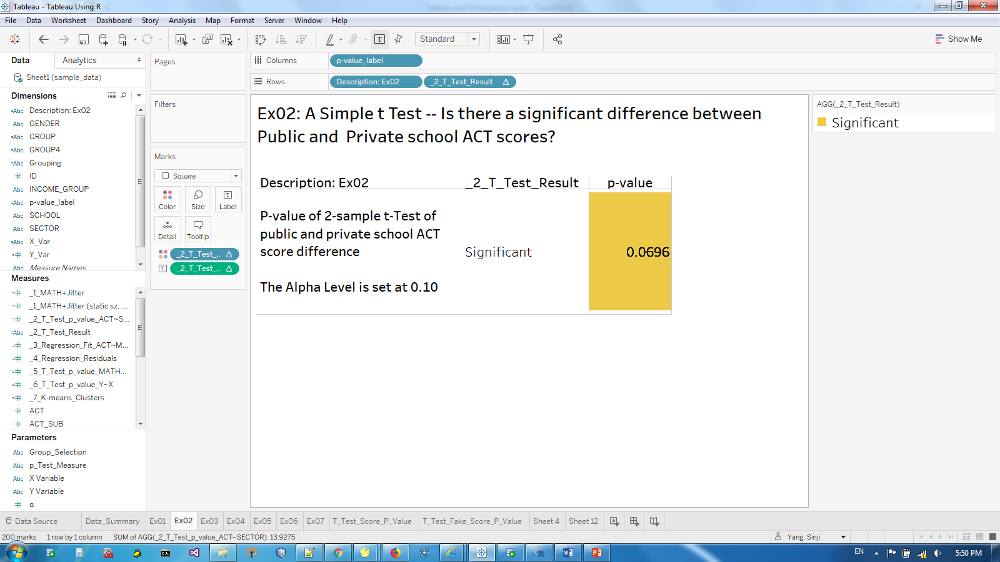 Tableau - Tableau Using R
File Data Worksheet Dashboard Story Analysis Map Format Server Window Help
Standard
Show Me
Data Analytics
Sheet1 (sample_data)
Dimensions
Description: Ex02
GENDER
GROUP
GROUP4
Grouping
ID
INCOME_GROUP
p-value_label
SCHOOL
SECTOR
X_Var
Y_Var
Measure Names
Measures
_1_MATH+Jitter
_1_MATH+Jitter (static sz, ...
_2_T_Test_p_value_ACT~S...
_2_T_Test_Result
_3_Regression_Fit_ACT~M...
_4_Regression_Residuals
_5_T_Test_p_value_MATH...
_6_T_Test_p_value_Y~X
_7_K-means_Clusters
ACT
ACT_SUB
Parameters
Group_Selection
p_Test_Measure
X Variable
Y Variable
α
Pages
Filters
Marks
Square
Color Size Label
Detail Tooltip
_2_T_Test_.. Δ
_2_T_Test_.. Δ
Columns p-value_label
Rows Description: Ex02 _2_T_Test_Result Δ
Ex02: A Simple t Test -- Is there a significant difference between
Public and Private school ACT scores?
Description: Ex02 _2_T_Test_Result p-value
P-value of 2-sample t-Test of
public and private school ACT
score difference
Significant 0.0696
The Alpha Level is set at 0.10
AGG(_2_T_Test_Result)
Significant
Data Source Data_Summary Ex01 Ex02 Ex03 Ex04 Ex05 Ex06 Ex07 T_Test_Score_P_Value T_Test_Fake_Score_P_Value Sheet 4 Sheet 12
200 marks 1 row by 1 column SUM of AGG(_2_T_Test_p_value_ACT~SECTOR): 13.9275 Yang, Sinji
EN 5:50 PM